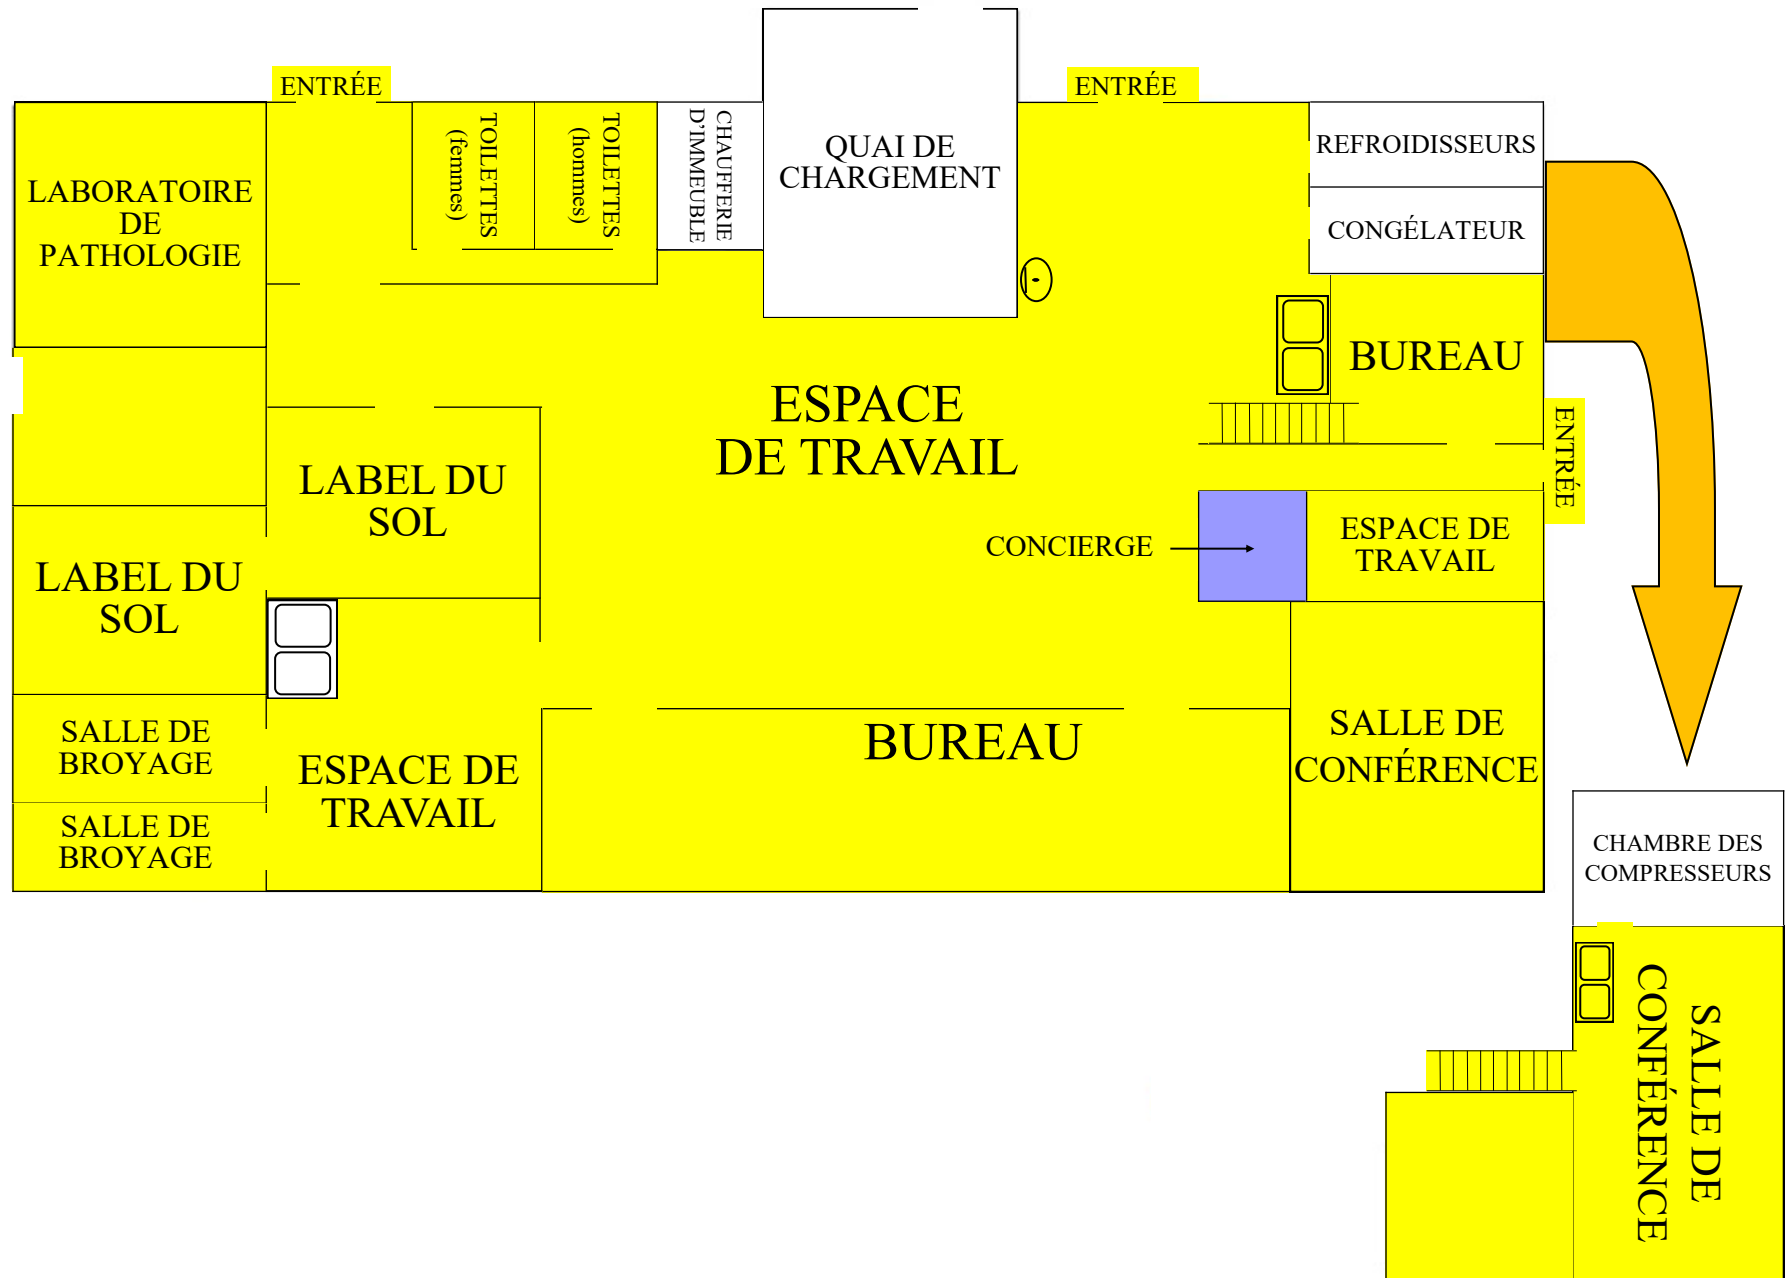 ENTRÉE
ENTRÉE
LABORATOIRE
DE
PATHOLOGIE
TOILETTES
(femmes)
TOILETTES
(hommes)
CHAUFFERIE
D'IMMEUBLE
QUAI DE
CHARGEMENT
REFROIDISSEURS
CONGÉLATEUR
BUREAU
ENTRÉE
ESPACE
DE TRAVAIL
LABEL DU
SOL
LABEL DU
SOL
CONCIERGE
ESPACE DE
TRAVAIL
SALLE DE
BROYAGE
SALLE DE
BROYAGE
ESPACE DE
TRAVAIL
BUREAU
SALLE DE
CONFÉRENCE
CHAMBRE DES
COMPRESSEURS
SALLE DE
CONFÉRENCE